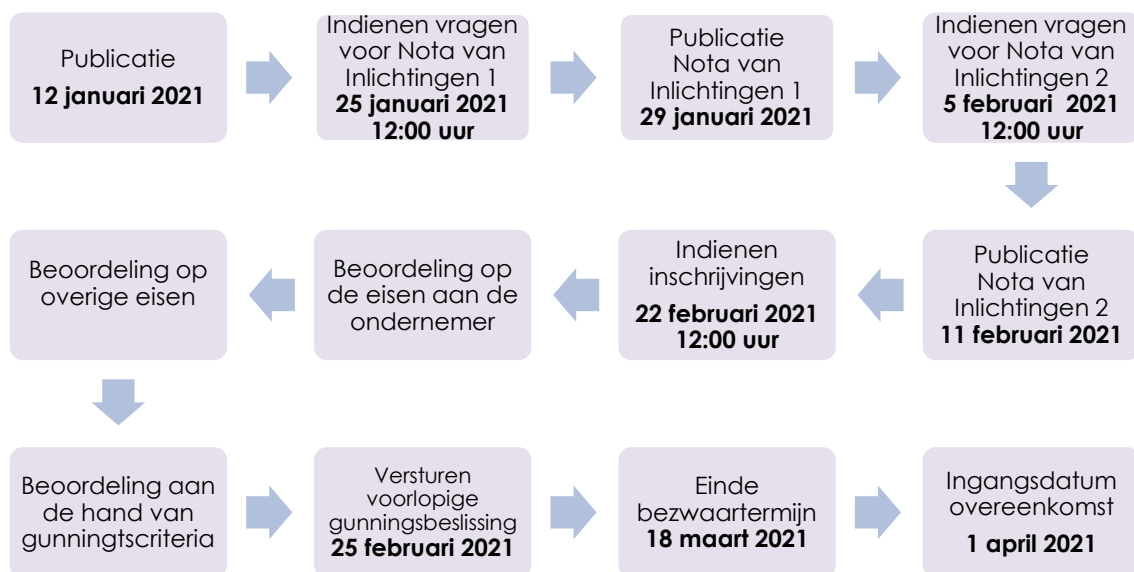 Publicatie
12 januari 2021
Indienen vragen
voor Nota van
Inlichtingen 1
25 januari 2021
12:00 uur
Publicatie
Nota van
Inlichtingen 1
29 januari 2021
Indienen vragen
voor Nota van
Inlichtingen 2
5 februari  2021
12:00 uur
Publicatie
Nota van
Inlichtingen 2
11 februari 2021
Indienen
inschrijvingen
22 februari 2021
12:00 uur
Beoordeling op
de eisen aan de
ondernemer
Beoordeling op
overige eisen
Beoordeling aan
de hand van
gunningtscriteria
Versturen
voorlopige
gunningsbeslissing
25 februari 2021
Einde
bezwaartermijn
18 maart 2021
Ingangsdatum
overeenkomst
1 april 2021